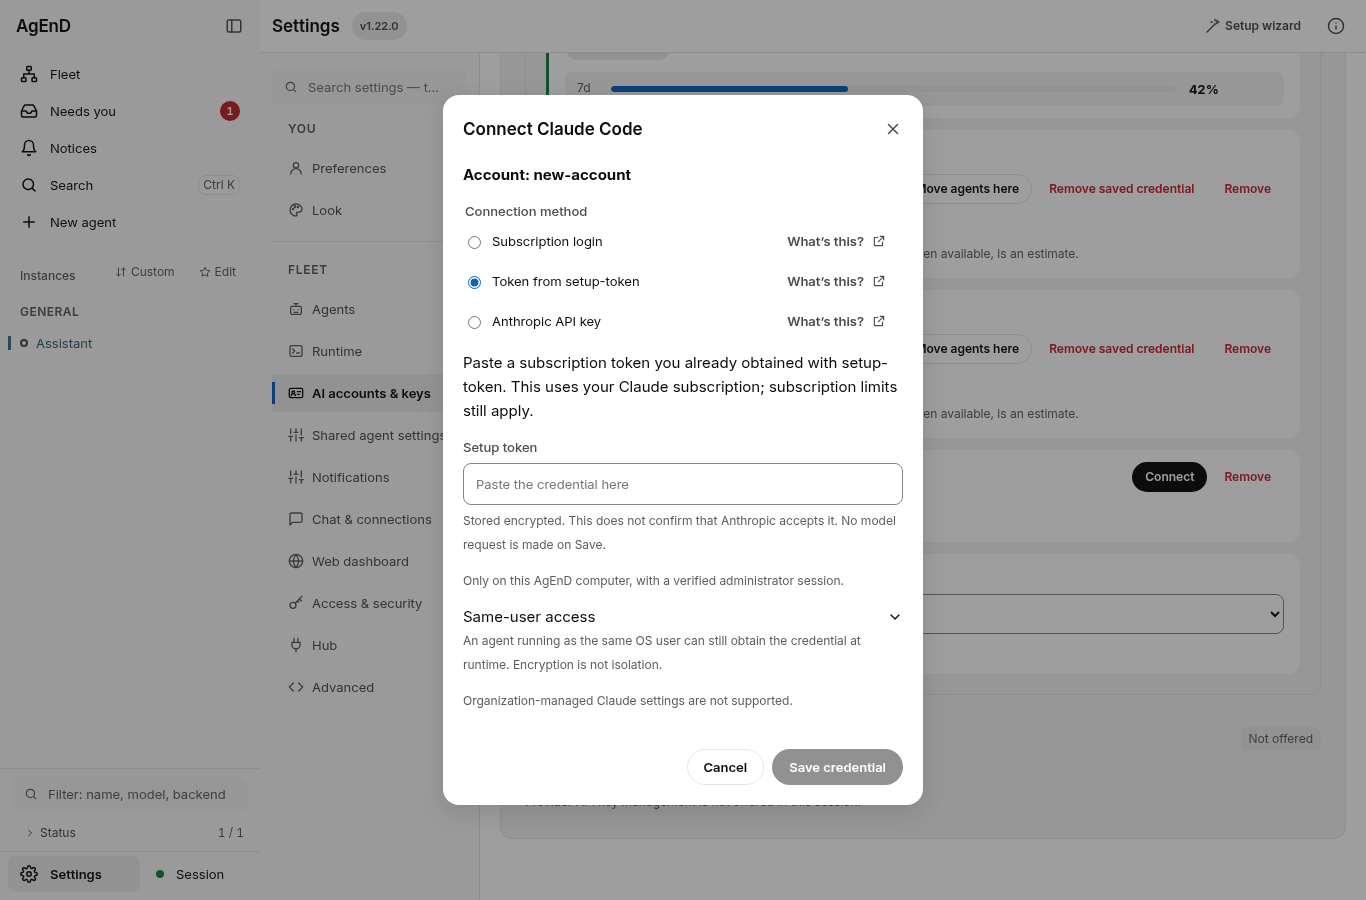 AgEnD
Fleet
Needs you
1
Notices
Search
Ctrl K
New agent
Instances
Custom
Edit
GENERAL
Assistant
Filter: name, model, backend
Status
1 / 1
Settings
Session
Settings
v1.22.0
Setup wizard
Search settings — t…
YOU
Preferences
Look
FLEET
Agents
Runtime
AI accounts & keys
Shared agent settings
Notifications
Chat & connections
Web dashboard
Access & security
Hub
Advanced
7d
42%
Move agents here
Remove saved credential
Remove
en available, is an estimate.
Move agents here
Remove saved credential
Remove
en available, is an estimate.
Connect
Remove
Not offered
Connect Claude Code
Account: new-account
Connection method
Subscription login
What's this?
Token from setup-token
What's this?
Anthropic API key
What's this?
Paste a subscription token you already obtained with setup-
token. This uses your Claude subscription; subscription limits
still apply.
Setup token
Paste the credential here
Stored encrypted. This does not confirm that Anthropic accepts it. No model
request is made on Save.
Only on this AgEnD computer, with a verified administrator session.
Same-user access
An agent running as the same OS user can still obtain the credential at
runtime. Encryption is not isolation.
Organization-managed Claude settings are not supported.
Cancel
Save credential